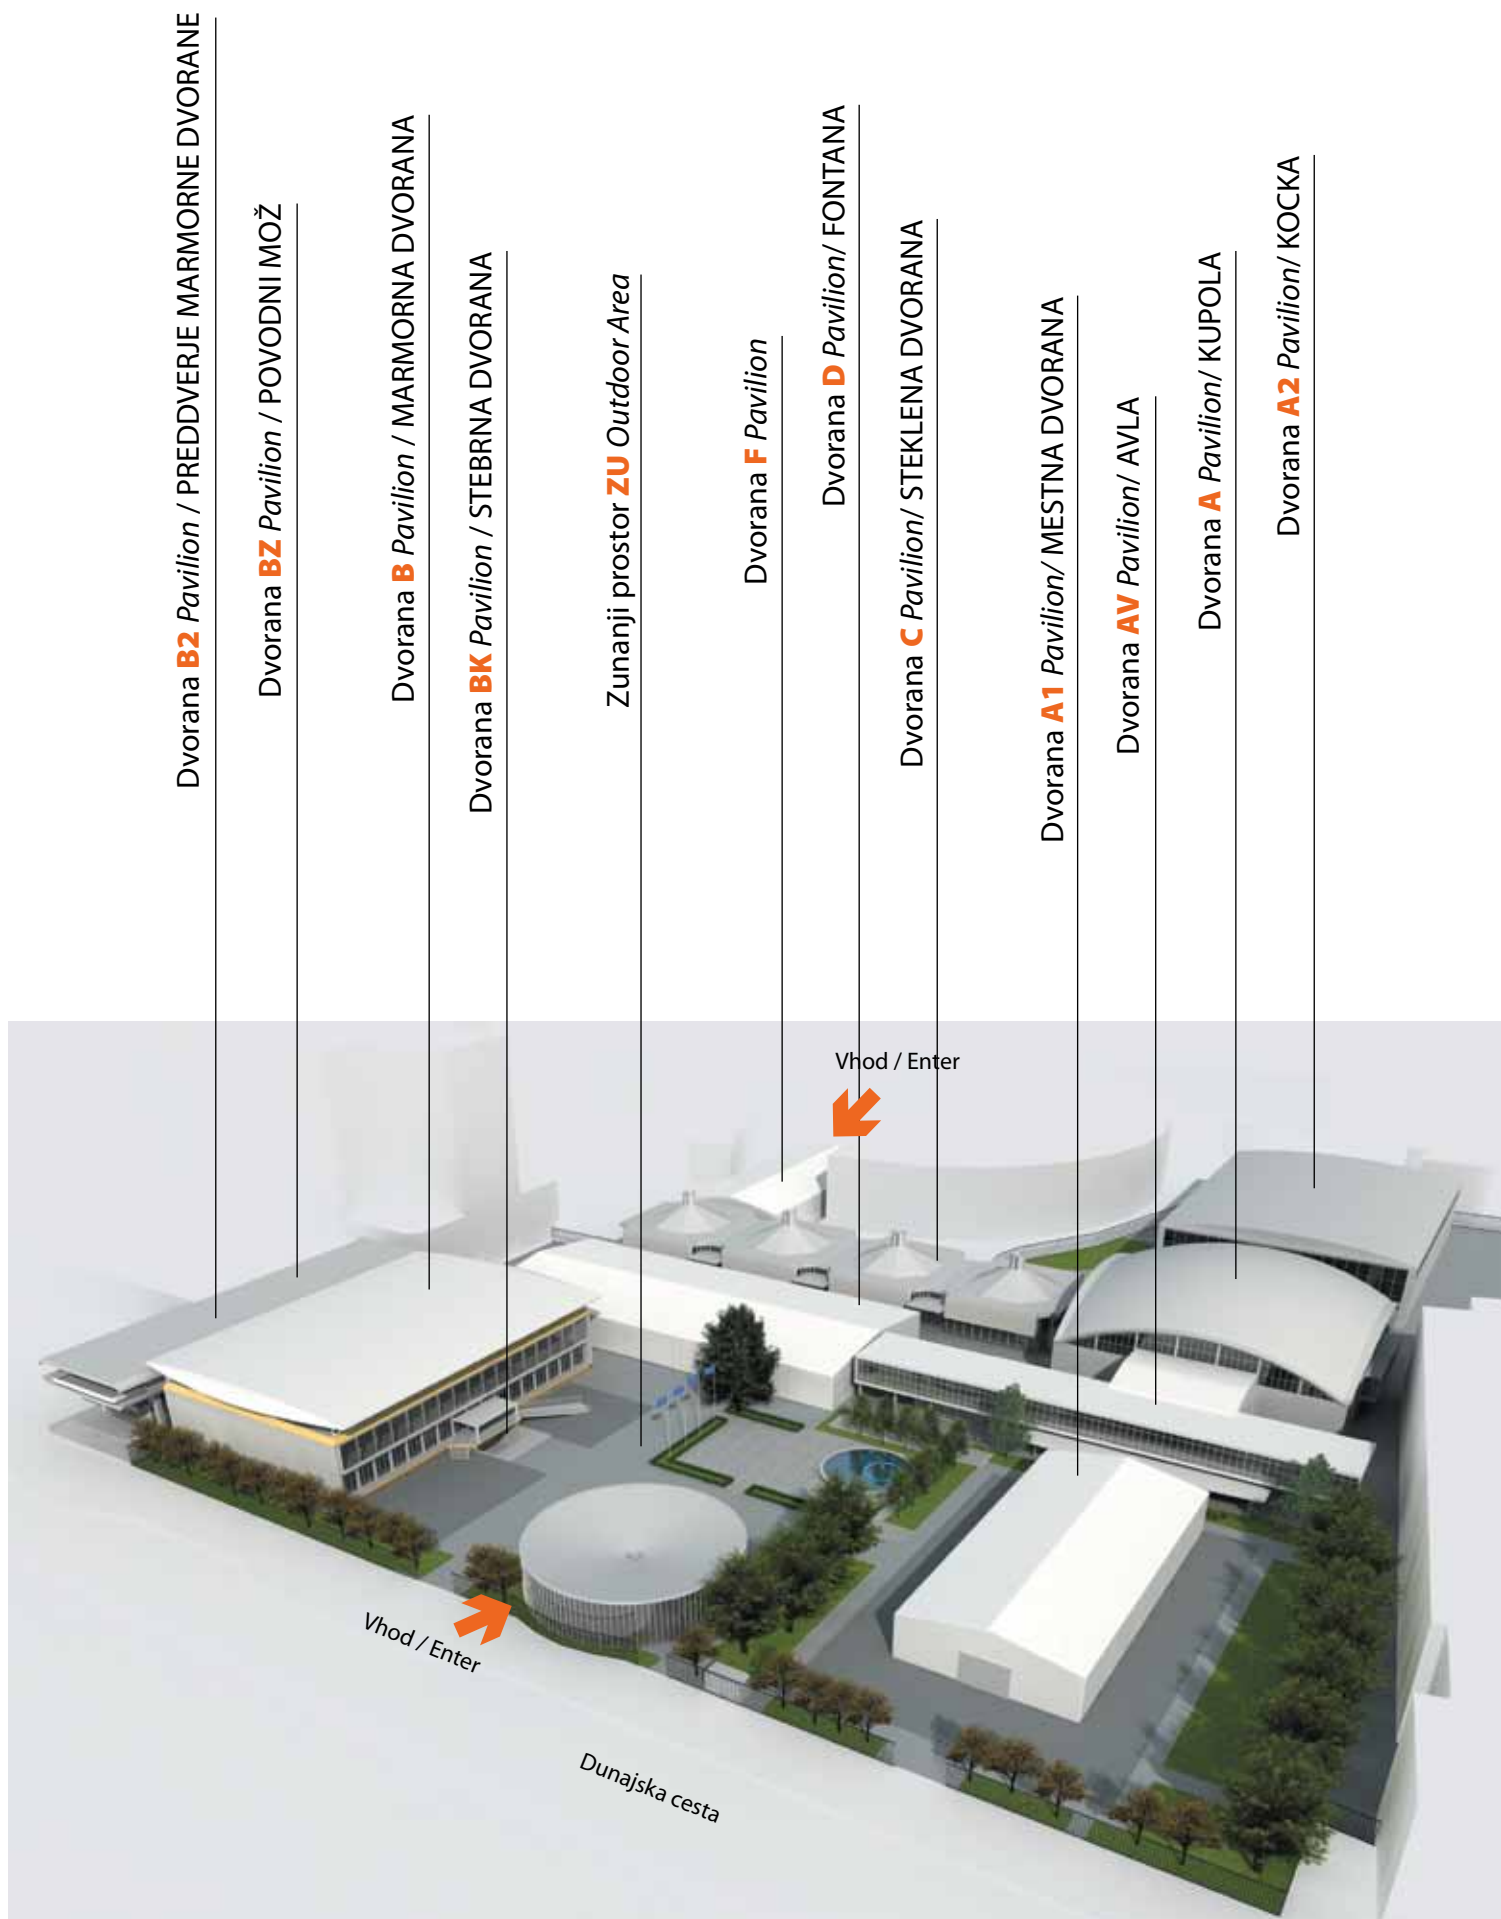 Dvorana B2 Pavilion / PREDDVERJE MARMORNE DVORANE
Dvorana BZ Pavilion / POVODNI MOŽ
Dvorana B Pavilion / MARMORNA DVORANA
Dvorana BK Pavilion / STEBRNA DVORANA
Zunanji prostor ZU Outdoor Area
Dvorana F Pavilion
Dvorana D Pavilion/ FONTANA
Dvorana C Pavilion/ STEKLENA DVORANA
Dvorana A1 Pavilion/ MESTNA DVORANA
Dvorana AV Pavilion/ AVLA
Dvorana A Pavilion/ KUPOLA
Dvorana A2 Pavilion/ KOCKA
Vhod / Enter
Vhod / Enter
Dunajska cesta